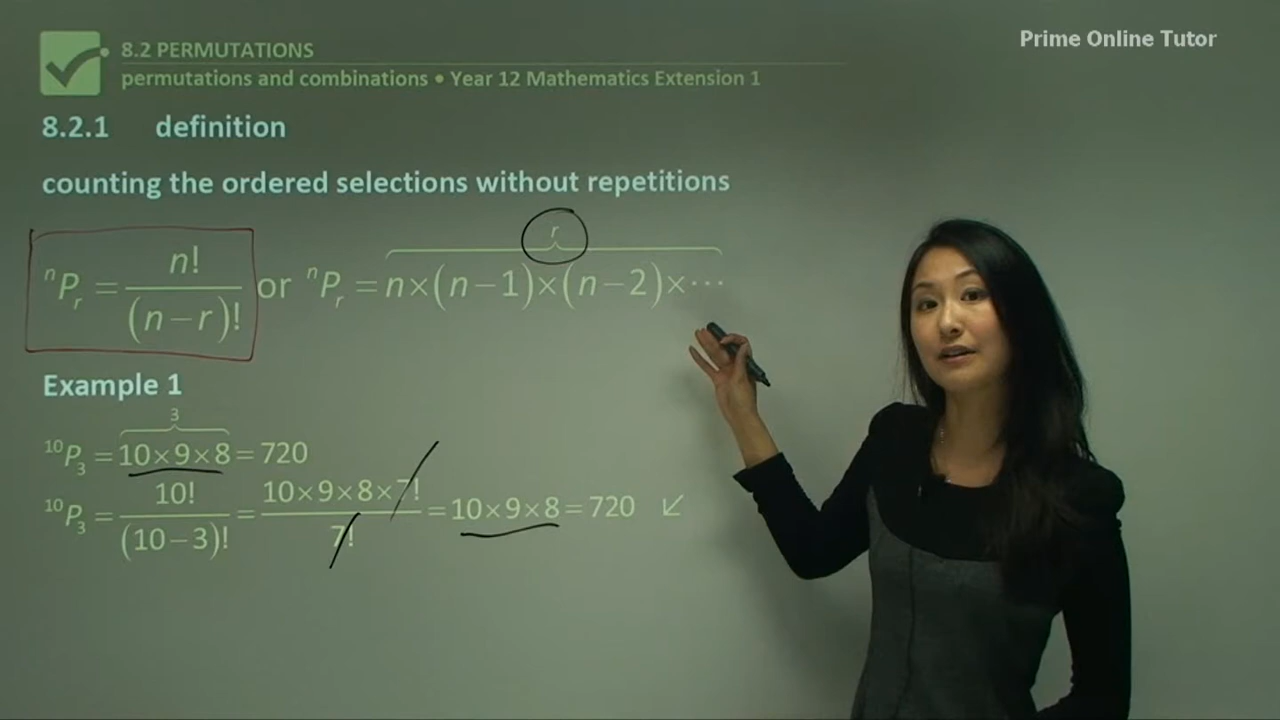 Prime Online Tutor
8.2 PERMUTATIONS
permutations and combinations • Year 12 Mathematics Extension 1
8.2.1 definition
counting the ordered selections without repetitions
ⁿPᵣ = n! / (n−r)! or ⁿPᵣ = n×(n−1)×(n−2)×⋯
r
Example 1
3
¹⁰P₃ = 10×9×8 = 720
¹⁰P₃ = 10! / (10−3)! = 10×9×8×7! / 7! = 10×9×8 = 720 ↙